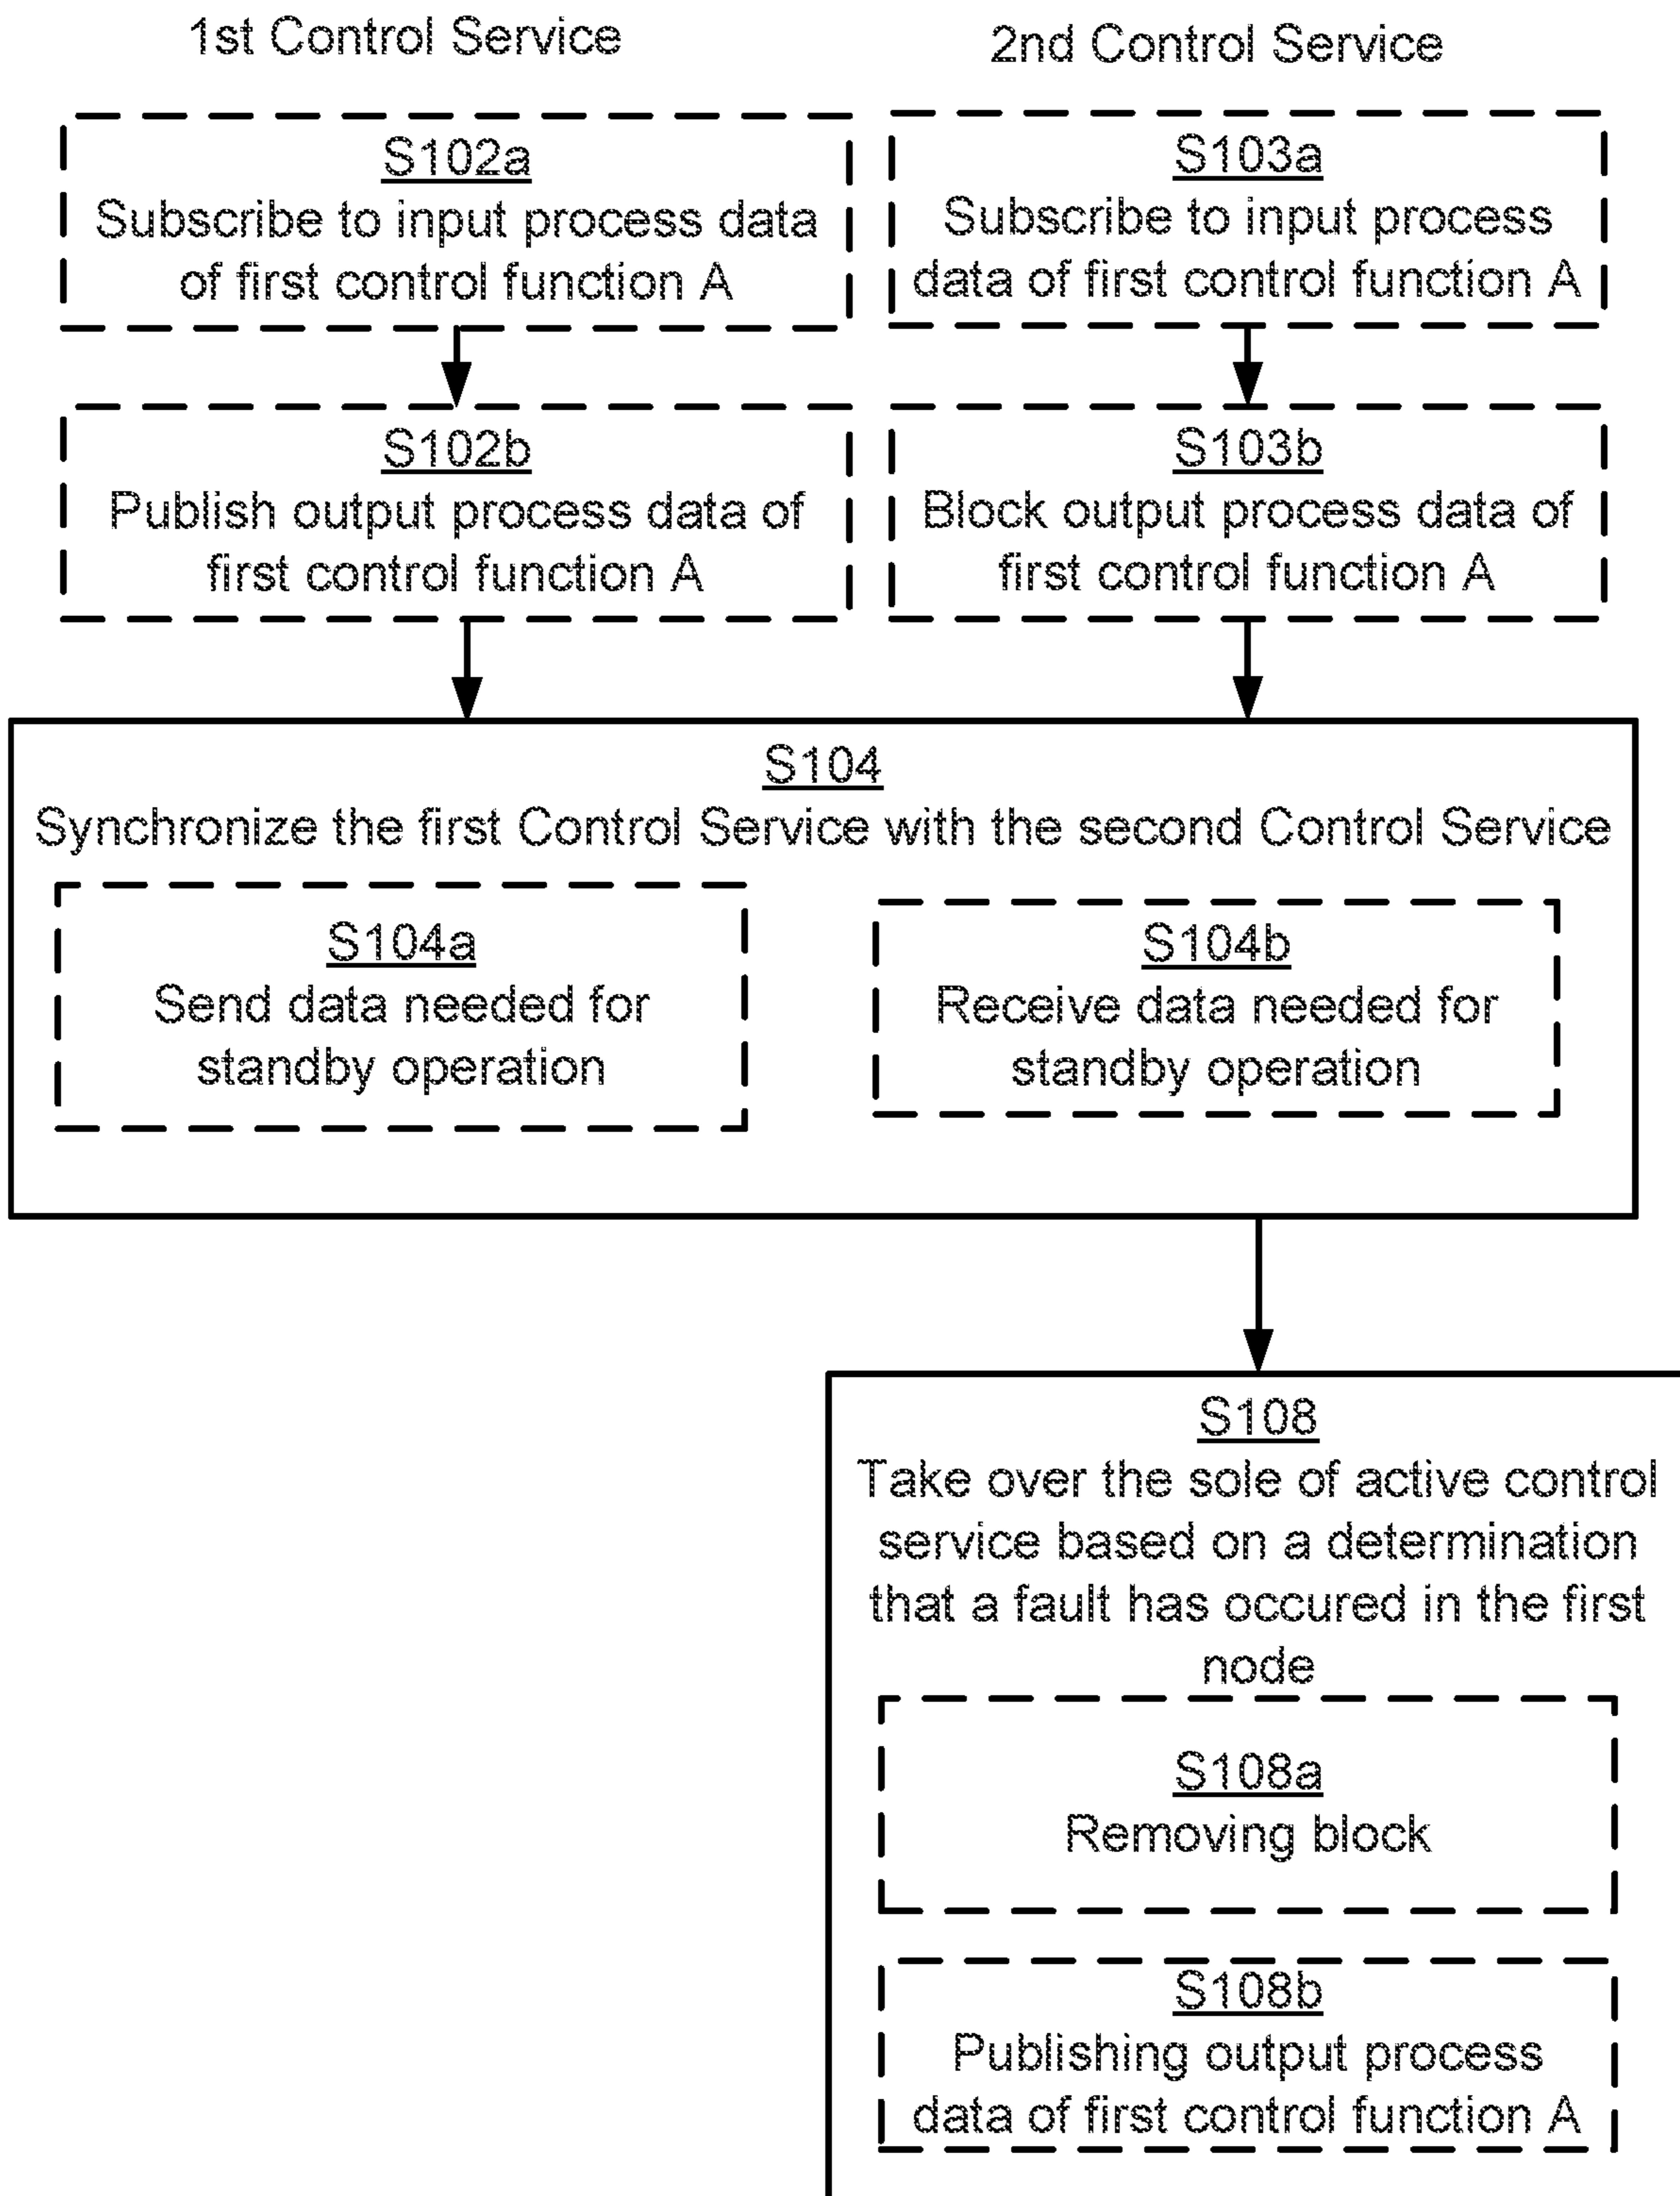 1st Control Service
2nd Control Service
S102a
Subscribe to input process data
of first control function A
S103a
Subscribe to input process
data of first control function A
S102b
Publish output process data of
first control function A
S103b
Block output process data of
first control function A
S104
Synchronize the first Control Service with the second Control Service
S104a
Send data needed for
standby operation
S104b
Receive data needed for
standby operation
S108
Take over the sole of active control
service based on a determination
that a fault has occured in the first
node
S108a
Removing block
S108b
Publishing output process
data of first control function A